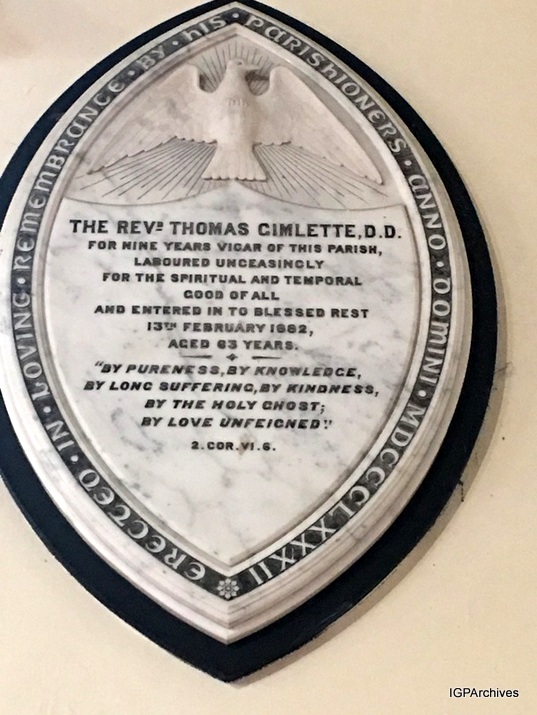 ERECTED · IN · LOVING · REMEMBRANCE · BY · HIS · PARISHIONERS · ANNO · DOMINI · MDCCCLXXXII
THE REVD THOMAS GIMLETTE, D.D.
FOR NINE YEARS VICAR OF THIS PARISH,
LABOURED UNCEASINGLY
FOR THE SPIRITUAL AND TEMPORAL
GOOD OF ALL
AND ENTERED IN TO BLESSED REST
13TH FEBRUARY 1882,
AGED 63 YEARS.
"BY PURENESS, BY KNOWLEDGE,
BY LONG SUFFERING, BY KINDNESS,
BY THE HOLY GHOST;
BY LOVE UNFEIGNED"
2. COR. VI. 6.
IGPArchives